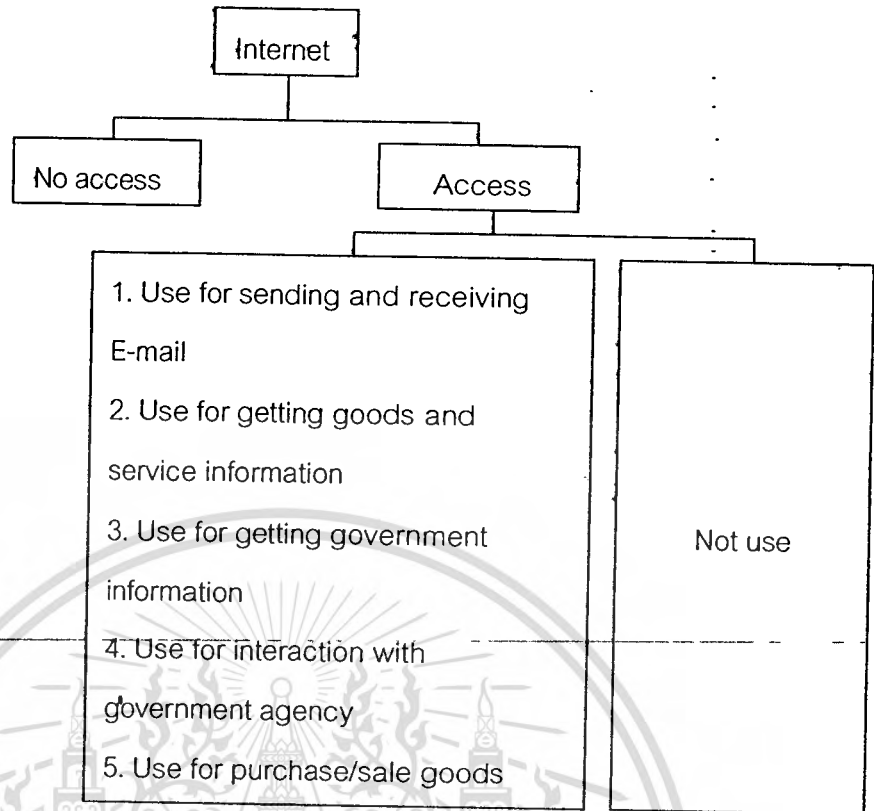 Internet
No access
Access
1. Use for sending and receiving
E-mail
2. Use for getting goods and
service information
3. Use for getting government
information
4. Use for interaction with
government agency
5. Use for purchase/sale goods
Not use